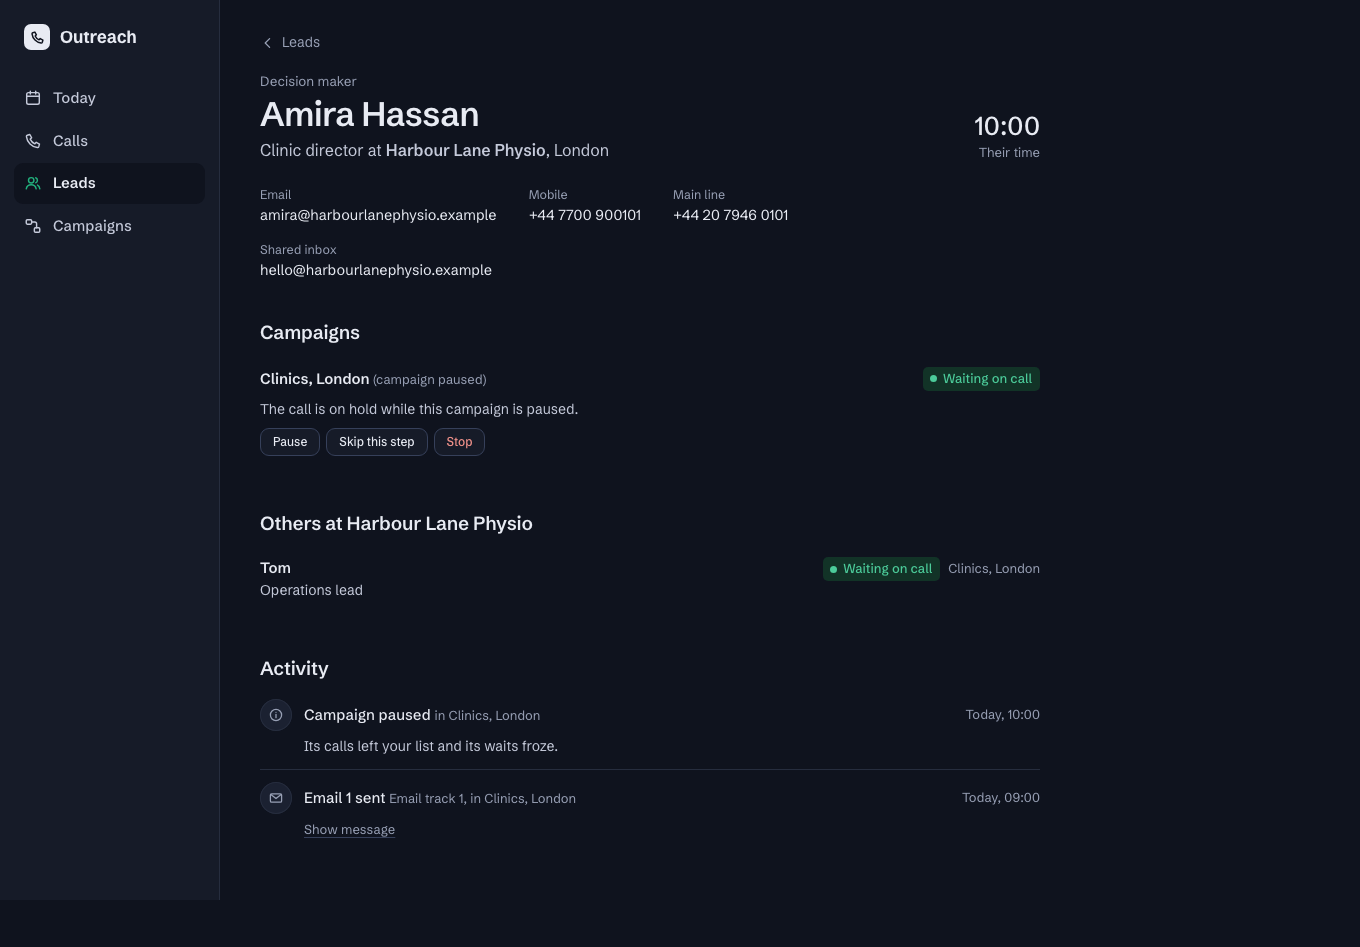 Outreach
Today
Calls
Leads
Campaigns
Leads
Decision maker
Amira Hassan
Clinic director at Harbour Lane Physio, London
10:00
Their time
Email
amira@harbourlanephysio.example
Mobile
+44 7700 900101
Main line
+44 20 7946 0101
Shared inbox
hello@harbourlanephysio.example
Campaigns
Clinics, London (campaign paused)
Waiting on call
The call is on hold while this campaign is paused.
Pause
Skip this step
Stop
Others at Harbour Lane Physio
Tom
Waiting on call
Clinics, London
Operations lead
Activity
Campaign paused in Clinics, London
Today, 10:00
Its calls left your list and its waits froze.
Email 1 sent Email track 1, in Clinics, London
Today, 09:00
Show message